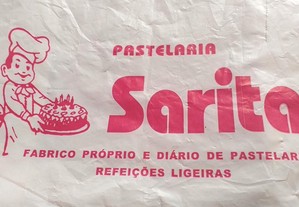 PASTELARIA
Sarita
FABRICO PRÓPRIO E DIÁRIO DE PASTELAR
REFEIÇÕES LIGEIRAS